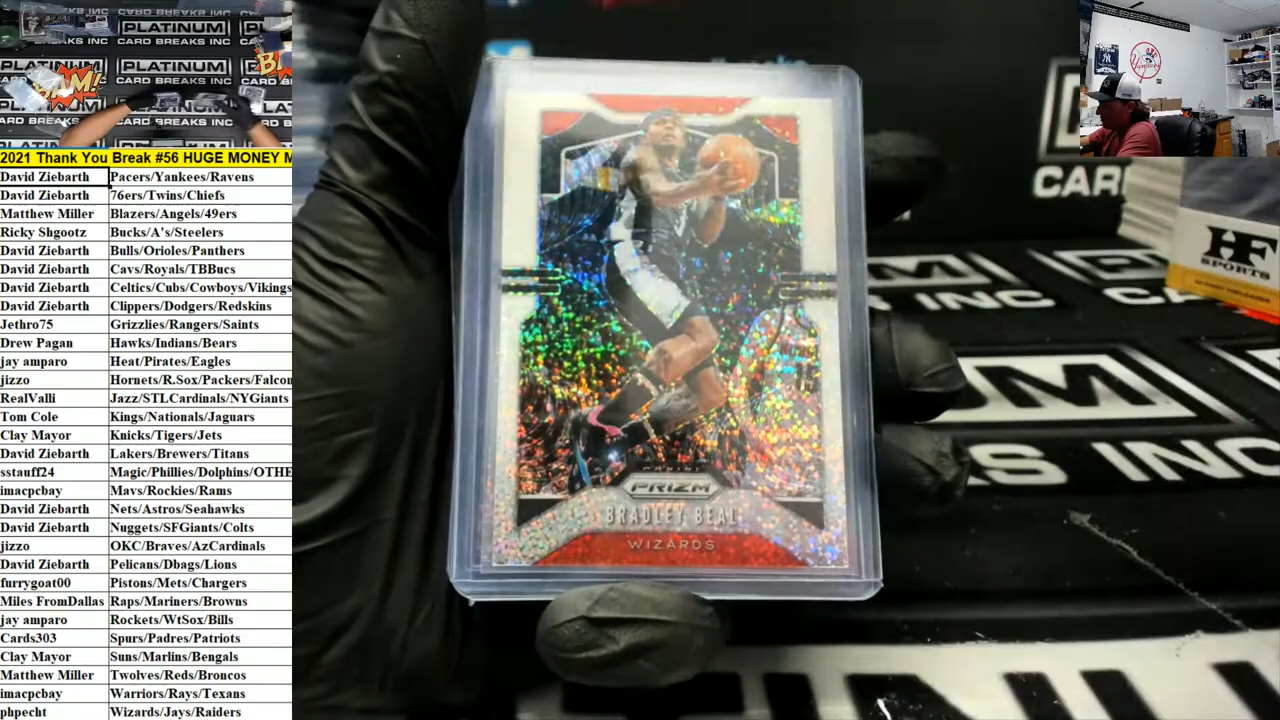 PLATINUM
CARD BREAKS INC
BAM!
2021 Thank You Break #56 HUGE MONEY M
David Ziebarth Pacers/Yankees/Ravens
David Ziebarth 76ers/Twins/Chiefs
Matthew Miller Blazers/Angels/49ers
Ricky Shgootz Bucks/A's/Steelers
David Ziebarth Bulls/Orioles/Panthers
David Ziebarth Cavs/Royals/TBBucs
David Ziebarth Celtics/Cubs/Cowboys/Vikings
David Ziebarth Clippers/Dodgers/Redskins
Jethro75 Grizzlies/Rangers/Saints
Drew Pagan Hawks/Indians/Bears
jay amparo Heat/Pirates/Eagles
jizzo Hornets/R.Sox/Packers/Falcon
RealValli Jazz/STLCardinals/NYGiants
Tom Cole Kings/Nationals/Jaguars
Clay Mayor Knicks/Tigers/Jets
David Ziebarth Lakers/Brewers/Titans
sstauff24 Magic/Phillies/Dolphins/OTHE
imacpcbay Mavs/Rockies/Rams
David Ziebarth Nets/Astros/Seahawks
David Ziebarth Nuggets/SFGiants/Colts
jizzo OKC/Braves/AzCardinals
David Ziebarth Pelicans/Dbags/Lions
furrygoat00 Pistons/Mets/Chargers
Miles FromDallas Raps/Mariners/Browns
jay amparo Rockets/WtSox/Bills
Cards303 Spurs/Padres/Patriots
Clay Mayor Suns/Marlins/Bengals
Matthew Miller Twolves/Reds/Broncos
imacpcbay Warriors/Rays/Texans
phpecht Wizards/Jays/Raiders
PANINI
PRIZM
BRADLEY BEAL
WIZARDS
CAR
HF
SPORTS
INC
UM
S INC
Yankees